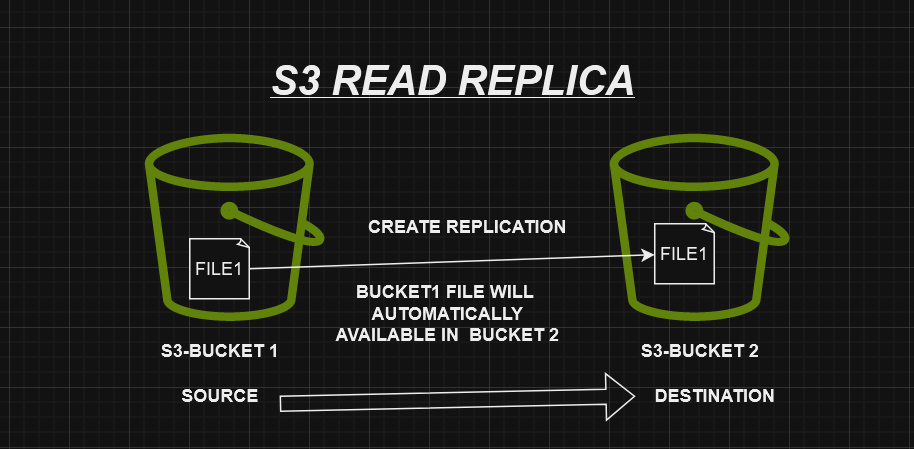 S3 READ REPLICA
CREATE REPLICATION
FILE1
FILE1
BUCKET1 FILE WILL
AUTOMATICALLY
AVAILABLE IN  BUCKET 2
S3-BUCKET 1
S3-BUCKET 2
SOURCE
DESTINATION